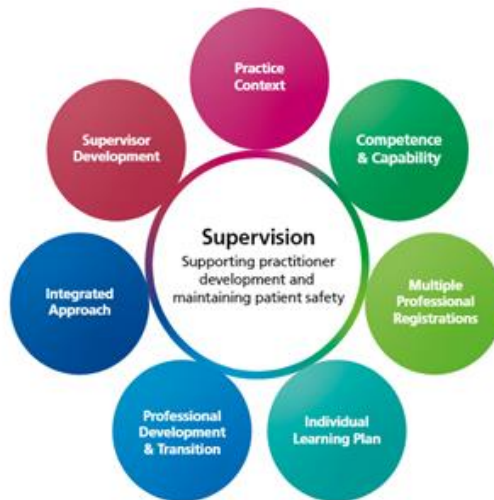 Practice
Context
Competence
& Capability
Multiple
Professional
Registrations
Individual
Learning Plan
Professional
Development
& Transition
Integrated
Approach
Supervisor
Development
Supervision
Supporting practitioner
development and
maintaining patient safety